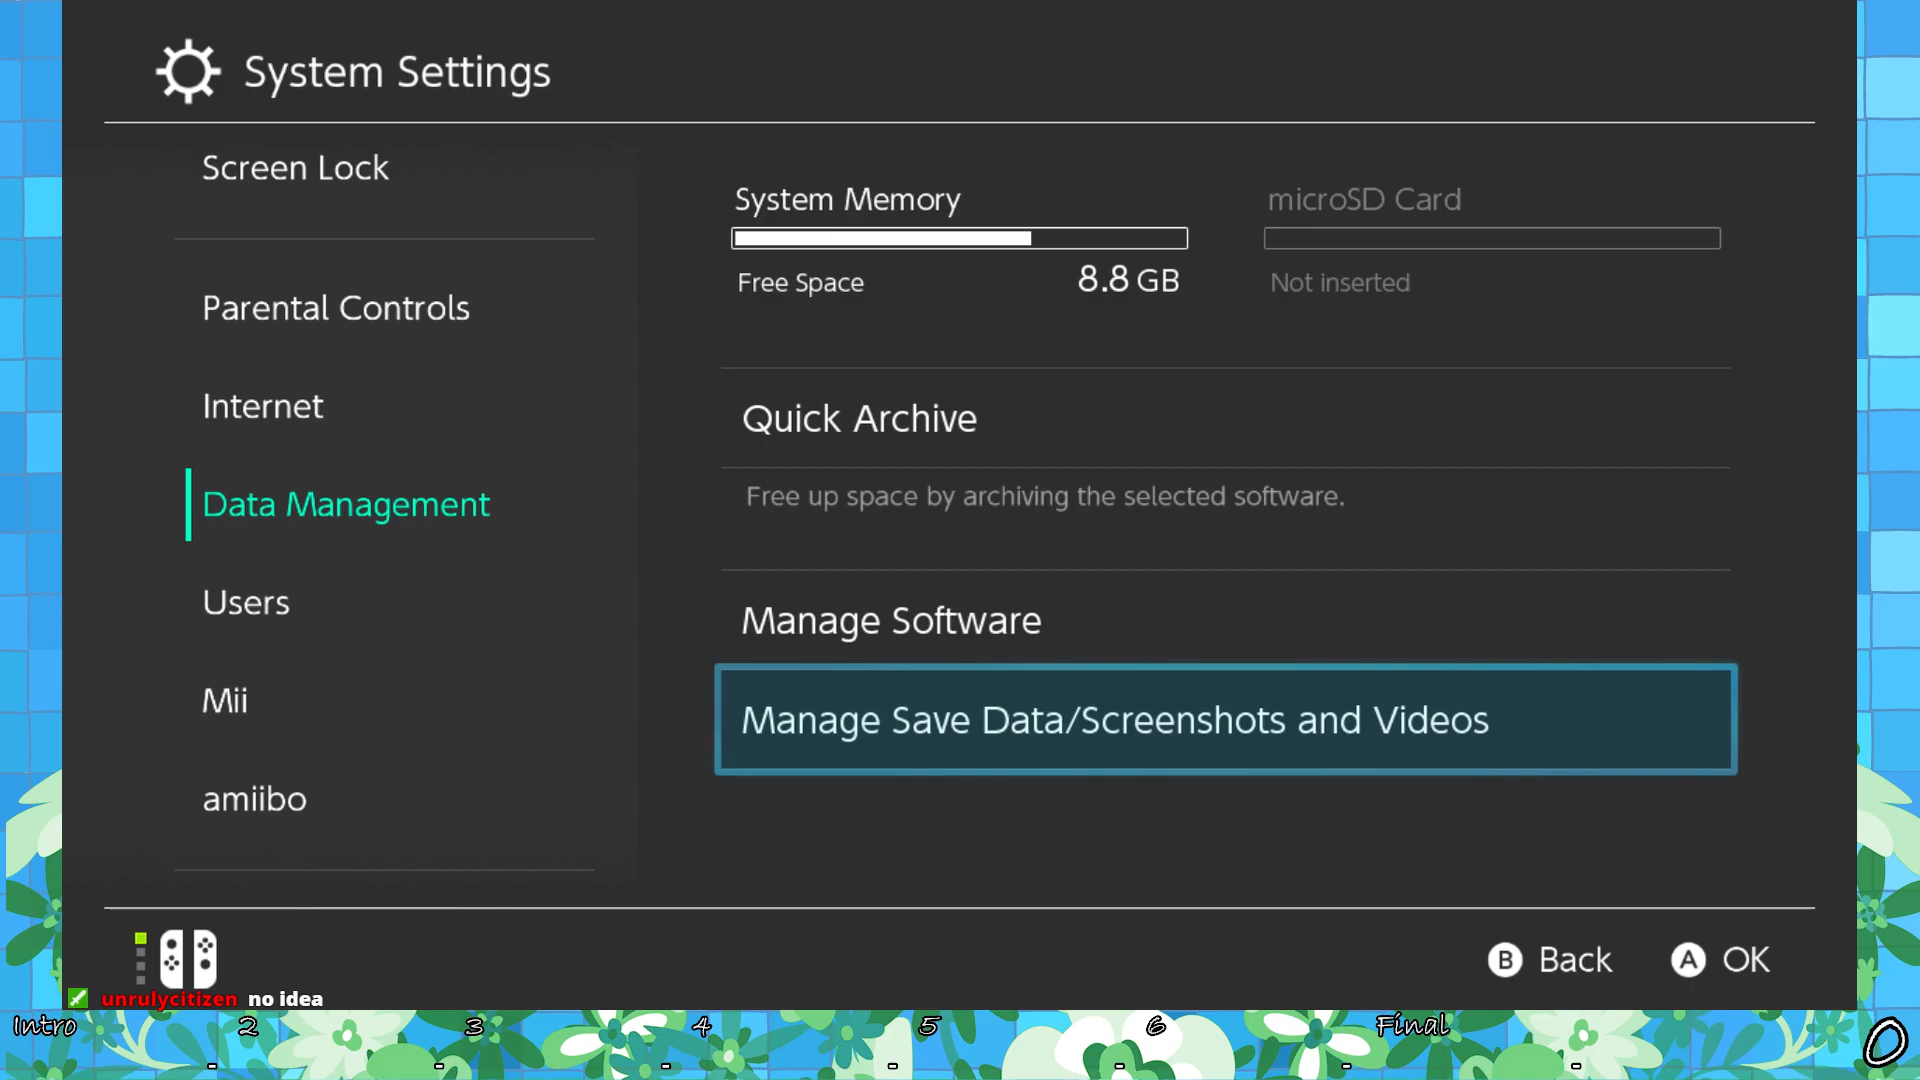 System Settings
Screen Lock
Parental Controls
Internet
Data Management
Users
Mii
amiibo
System Memory
Free Space 8.8 GB
microSD Card
Not inserted
Quick Archive
Free up space by archiving the selected software.
Manage Software
Manage Save Data/Screenshots and Videos
B Back A OK
unrulycitizen no idea
Intro 2 3 4 5 6 Final
- - - - - - -
0